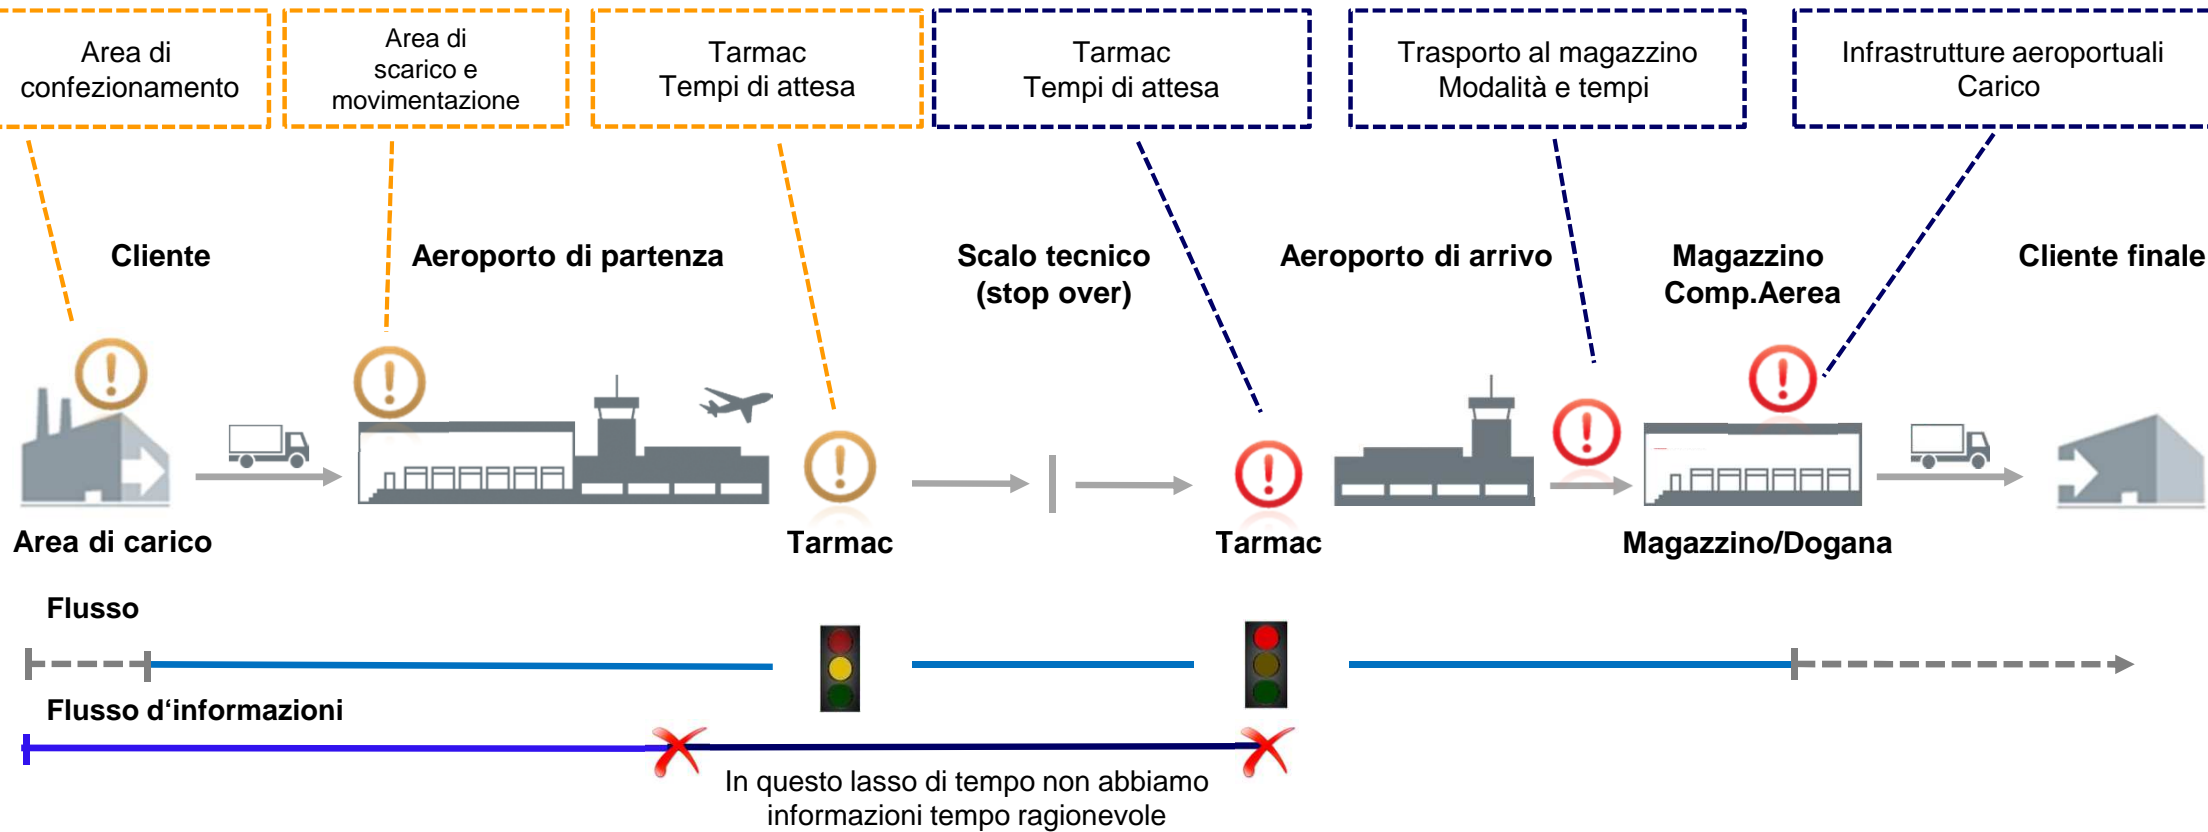 Area di
confezionamento
Area di
scarico e
movimentazione
Tarmac
Tempi di attesa
Tarmac
Tempi di attesa
Trasporto al magazzino
Modalità e tempi
Infrastrutture aeroportuali
Carico
Cliente
Aeroporto di partenza
Scalo tecnico
(stop over)
Aeroporto di arrivo
Magazzino
Comp.Aerea
Cliente finale
Area di carico
Tarmac
Tarmac
Magazzino/Dogana
Flusso
Flusso d‘informazioni
In questo lasso di tempo non abbiamo
informazioni tempo ragionevole